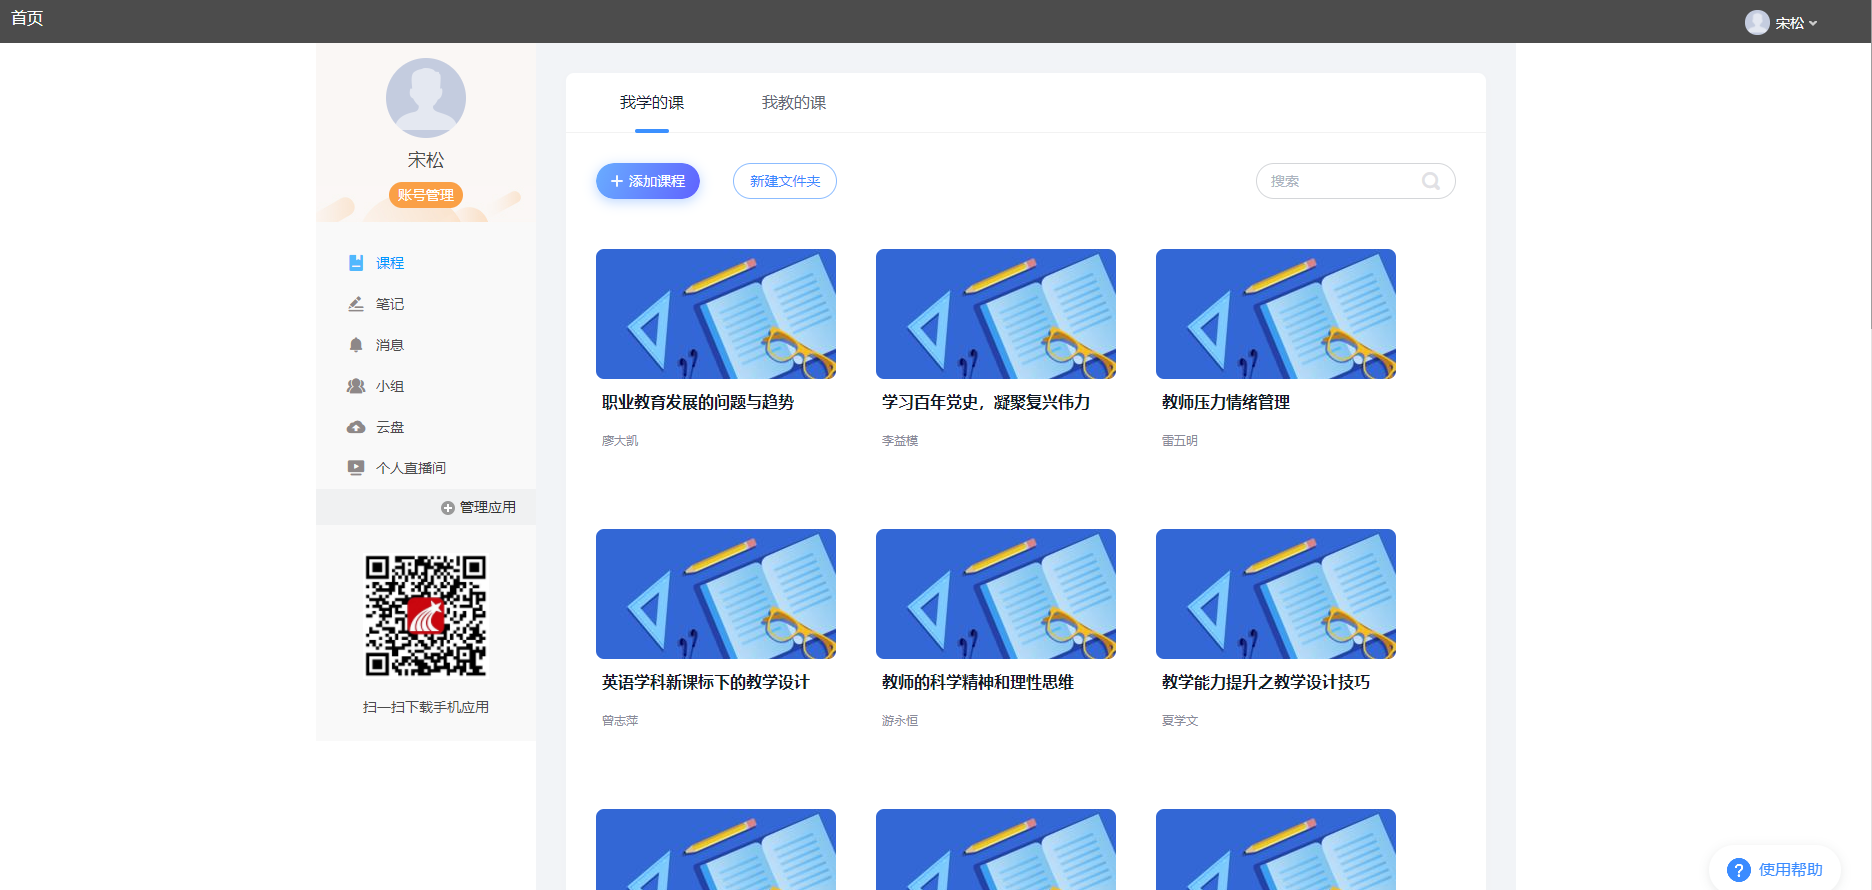 首页
宋松
宋松
账号管理
课程
笔记
消息
小组
云盘
个人直播间
管理应用
扫一扫下载手机应用
我学的课 我教的课
添加课程 新建文件夹 搜索
职业教育发展的问题与趋势
廖大凯
学习百年党史，凝聚复兴伟力
李益模
教师压力情绪管理
雷五明
英语学科新课标下的教学设计
曾志萍
教师的科学精神和理性思维
游永恒
教学能力提升之教学设计技巧
夏学文
? 使用帮助